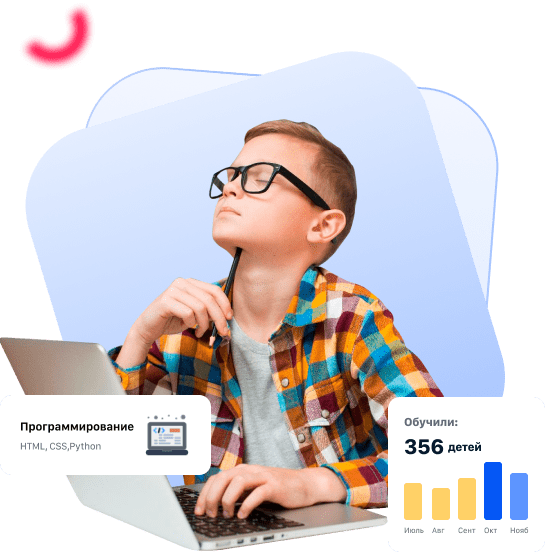 Программирование
HTML, CSS,Python
Обучили:
356 детей
Июль Авг Сент Окт Нояб